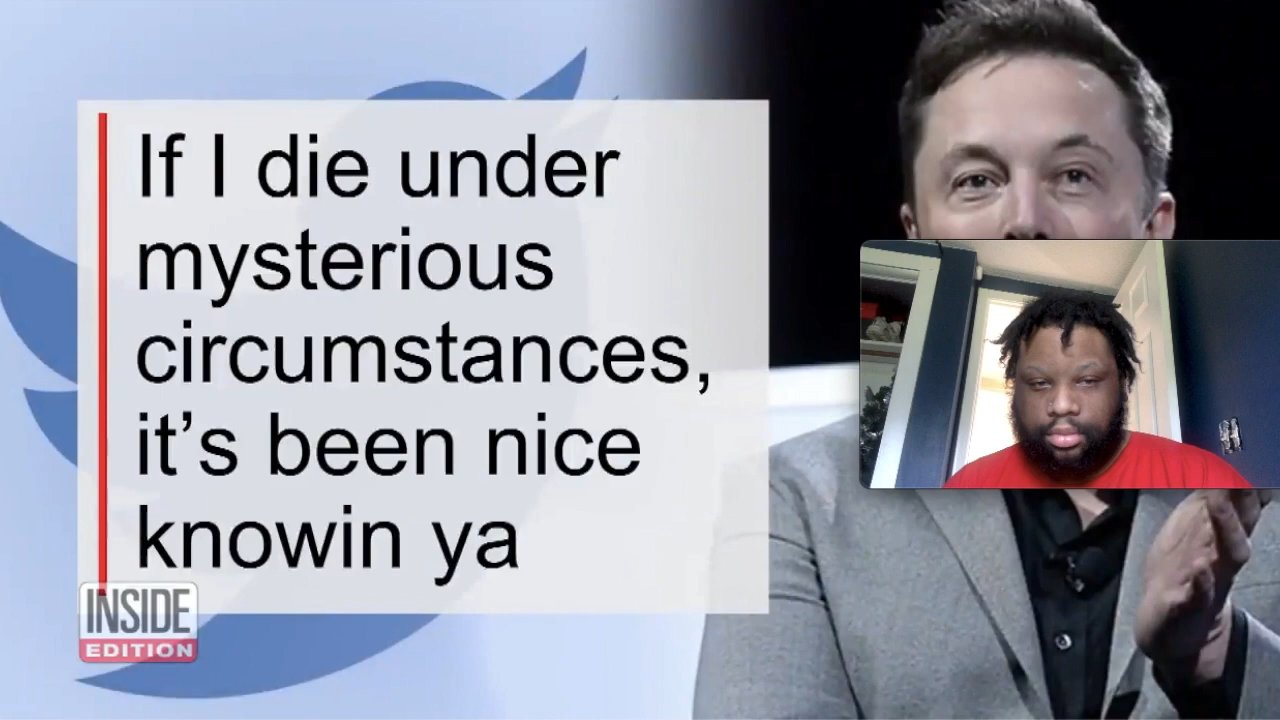 If I die under
mysterious
circumstances,
it’s been nice
knowin ya
INSIDE
EDITION